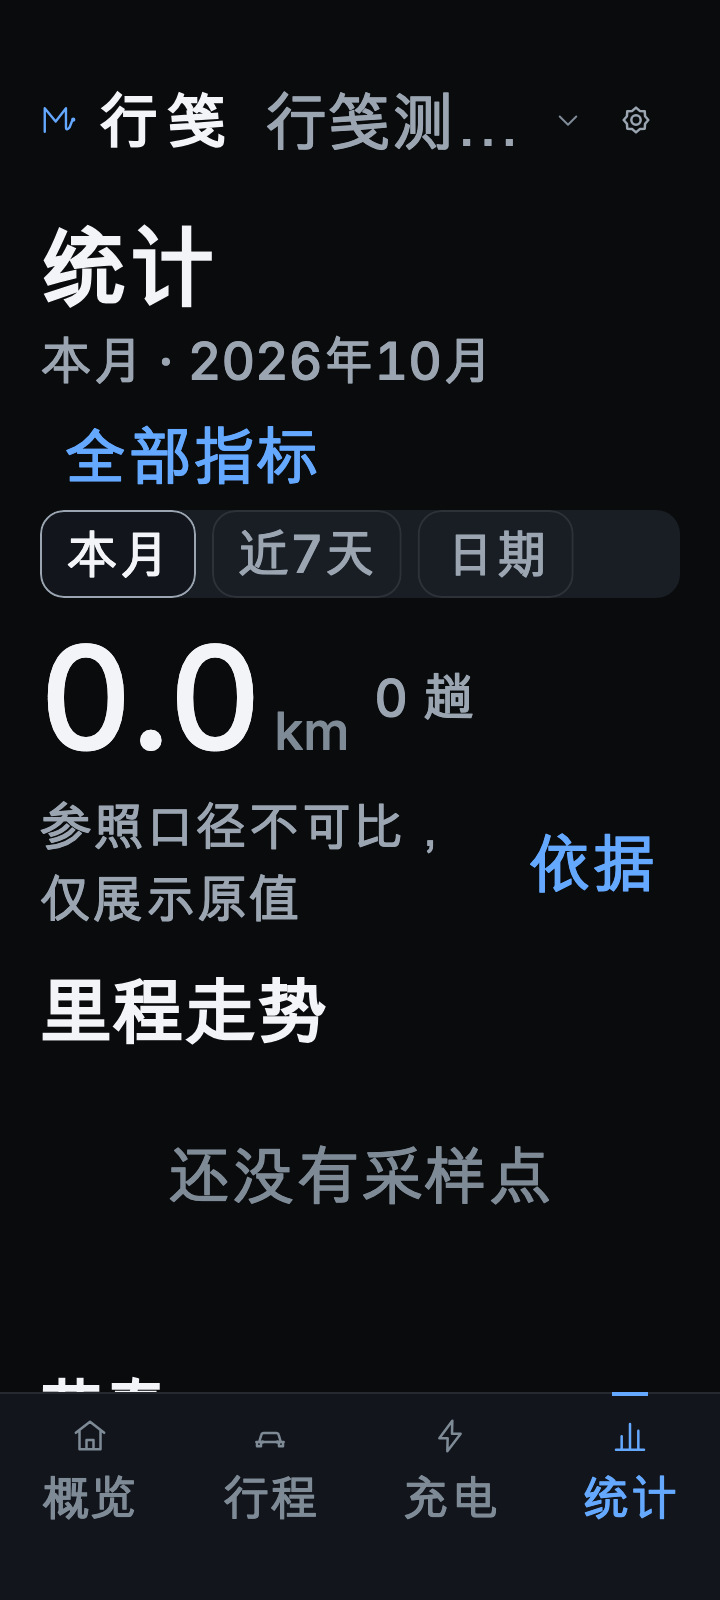 行笺 行笺测...
统计
本月 · 2026年10月
全部指标
本月 近7天 日期
0.0 km 0 趟
参照口径不可比，
仅展示原值
里程走势
还没有采样点
概览 行程 充电 统计